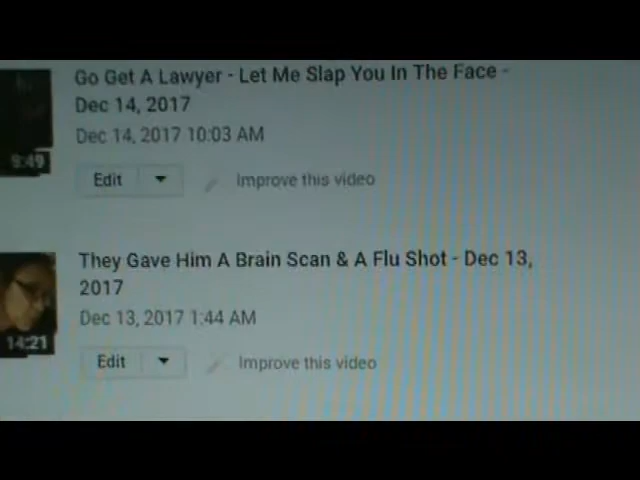 Go Get A Lawyer - Let Me Slap You In The Face -
Dec 14, 2017
Dec 14, 2017 10:03 AM
9:49
Edit
Improve this video
They Gave Him A Brain Scan & A Flu Shot - Dec 13,
2017
Dec 13, 2017 1:44 AM
14:21
Edit
Improve this video